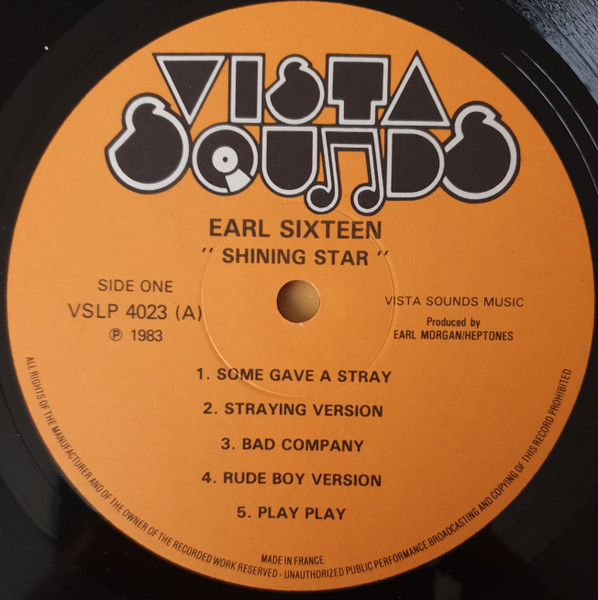 VISTA
SOUNDS
EARL SIXTEEN
" SHINING STAR "
SIDE ONE
VSLP 4023 (A)
℗ 1983
VISTA SOUNDS MUSIC
Produced by
EARL MORGAN/HEPTONES
1. SOME GAVE A STRAY
2. STRAYING VERSION
3. BAD COMPANY
4. RUDE BOY VERSION
5. PLAY PLAY
MADE IN FRANCE
ALL RIGHTS OF THE MANUFACTURER AND OF THE OWNER OF THE RECORDED WORK RESERVED - UNAUTHORIZED PUBLIC PERFORMANCE BROADCASTING AND COPYING OF THIS RECORD PROHIBITED